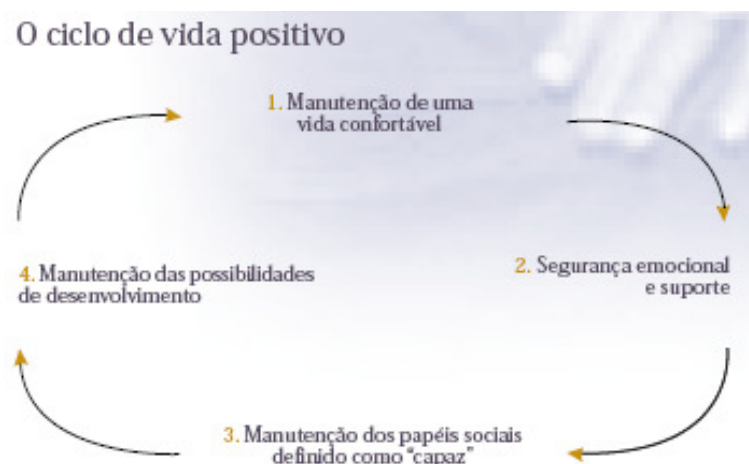 O ciclo de vida positivo
1. Manutenção de uma
vida confortável
2. Segurança emocional
e suporte
3. Manutenção dos papéis sociais
definido como “capaz”
4. Manutenção das possibilidades
de desenvolvimento